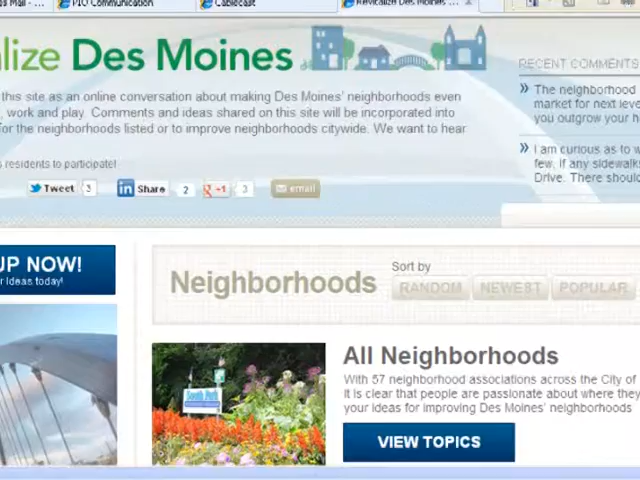 s Mail - ...
PIO Communication
Cablecast
Revitalize Des Moines ...
alize Des Moines
RECENT COMMENTS
this site as an online conversation about making Des Moines' neighborhoods even
, work and play. Comments and ideas shared on this site will be incorporated into
for the neighborhoods listed or to improve neighborhoods citywide. We want to hear
s residents to participate!
» The neighborhood
market for next leve
you outgrow your h
» I am curious as to w
few, if any sidewalks
Drive. There should
Tweet 3
in Share 2
g +1 3
email
UP NOW!
r ideas today!
Neighborhoods
Sort by
RANDOM NEWEST POPULAR
South Park
All Neighborhoods
With 57 neighborhood associations across the City of
it is clear that people are passionate about where they
your ideas for improving Des Moines' neighborhoods
VIEW TOPICS